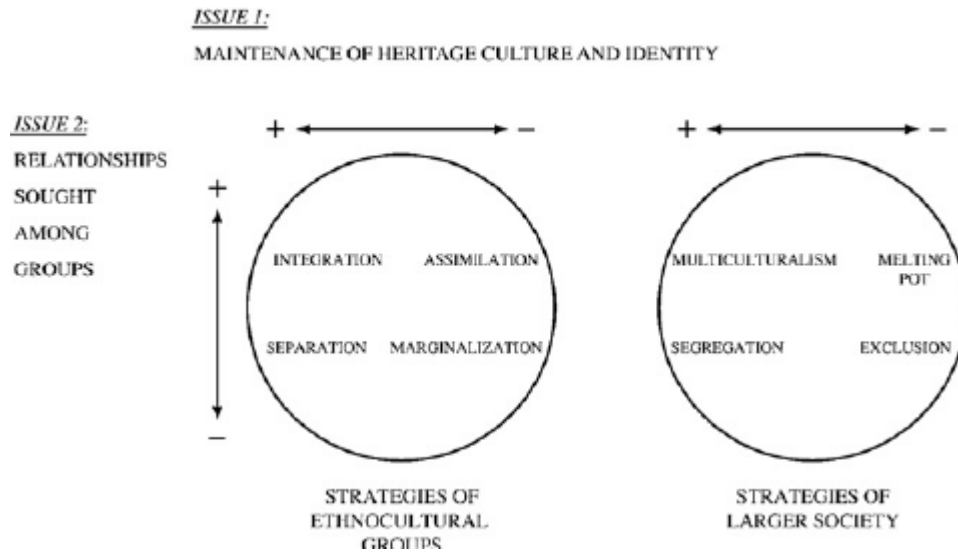 ISSUE 1:
MAINTENANCE OF HERITAGE CULTURE AND IDENTITY
ISSUE 2:
RELATIONSHIPS
SOUGHT
AMONG
GROUPS
+ −
+ −
+
−
INTEGRATION ASSIMILATION
SEPARATION MARGINALIZATION
MULTICULTURALISM MELTING
POT
SEGREGATION EXCLUSION
STRATEGIES OF
ETHNOCULTURAL
GROUPS
STRATEGIES OF
LARGER SOCIETY